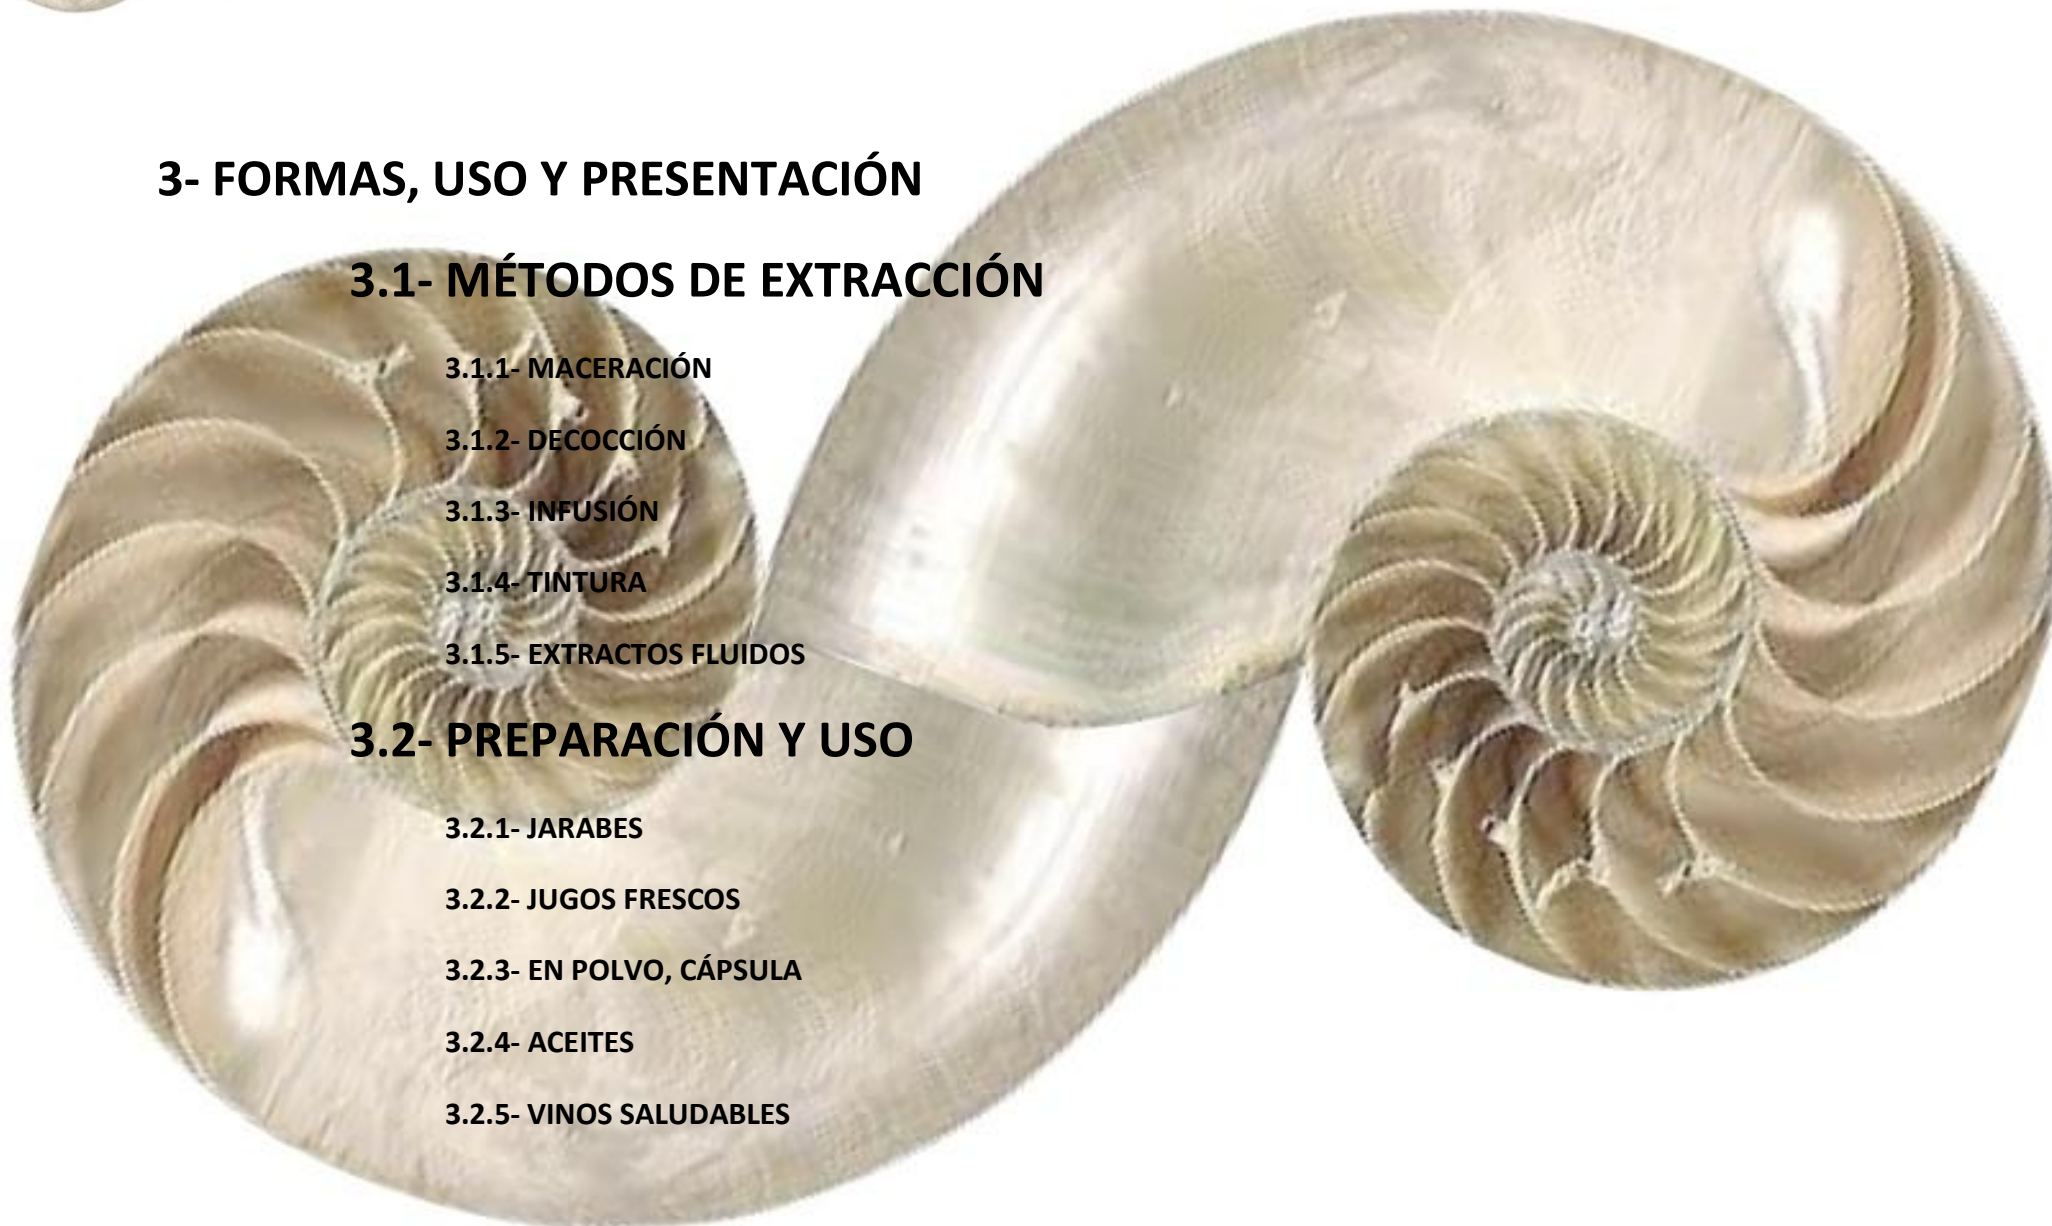 3- FORMAS, USO Y PRESENTACIÓN
3.1- MÉTODOS DE EXTRACCIÓN
3.1.1- MACERACIÓN
3.1.2- DECOCCIÓN
3.1.3- INFUSIÓN
3.1.4- TINTURA
3.1.5- EXTRACTOS FLUIDOS
3.2- PREPARACIÓN Y USO
3.2.1- JARABES
3.2.2- JUGOS FRESCOS
3.2.3- EN POLVO, CÁPSULA
3.2.4- ACEITES
3.2.5- VINOS SALUDABLES